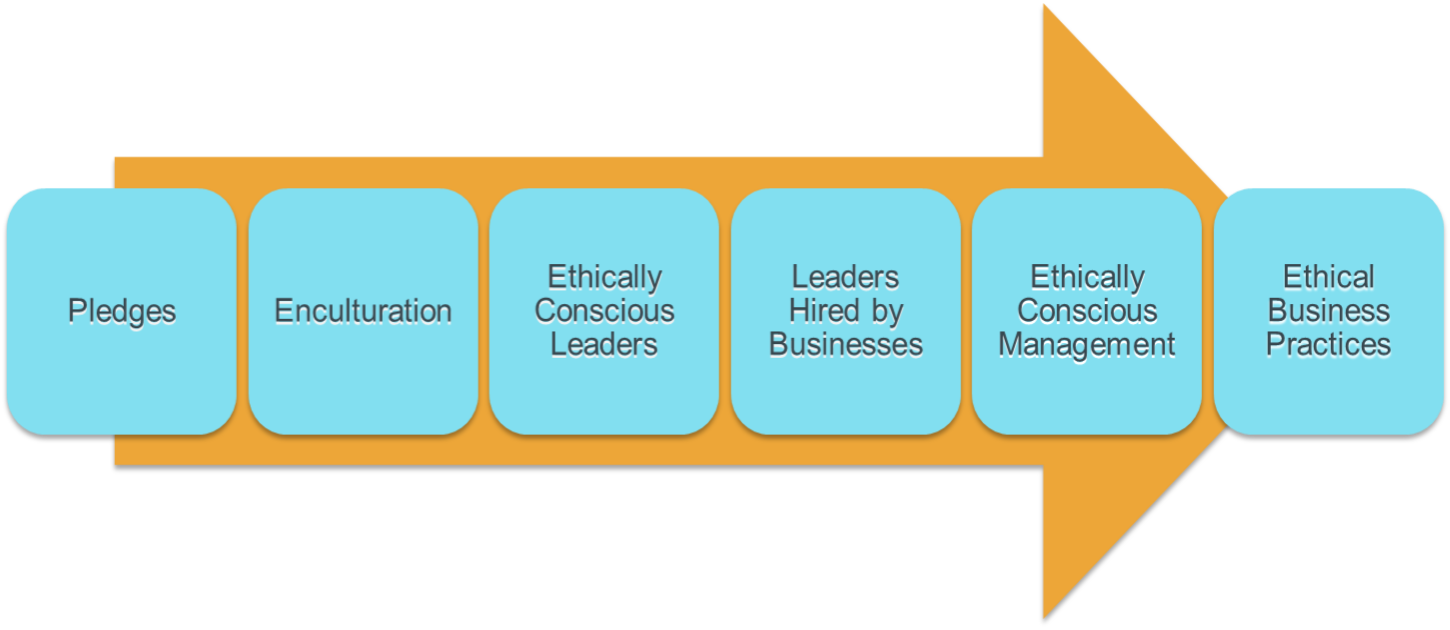 Pledges
Enculturation
Ethically
Conscious
Leaders
Leaders
Hired by
Businesses
Ethically
Conscious
Management
Ethical
Business
Practices